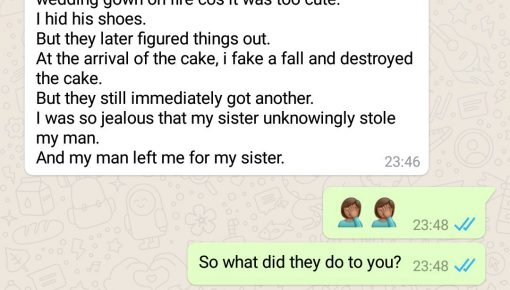 wedding gown on fire cos it was too cute.
I hid his shoes.
But they later figured things out.
At the arrival of the cake, i fake a fall and destroyed
the cake.
But they still immediately got another.
I was so jealous that my sister unknowingly stole
my man.
And my man left me for my sister.
23:46
🤦🏽‍♀️🤦🏽‍♀️ 23:48
So what did they do to you? 23:48